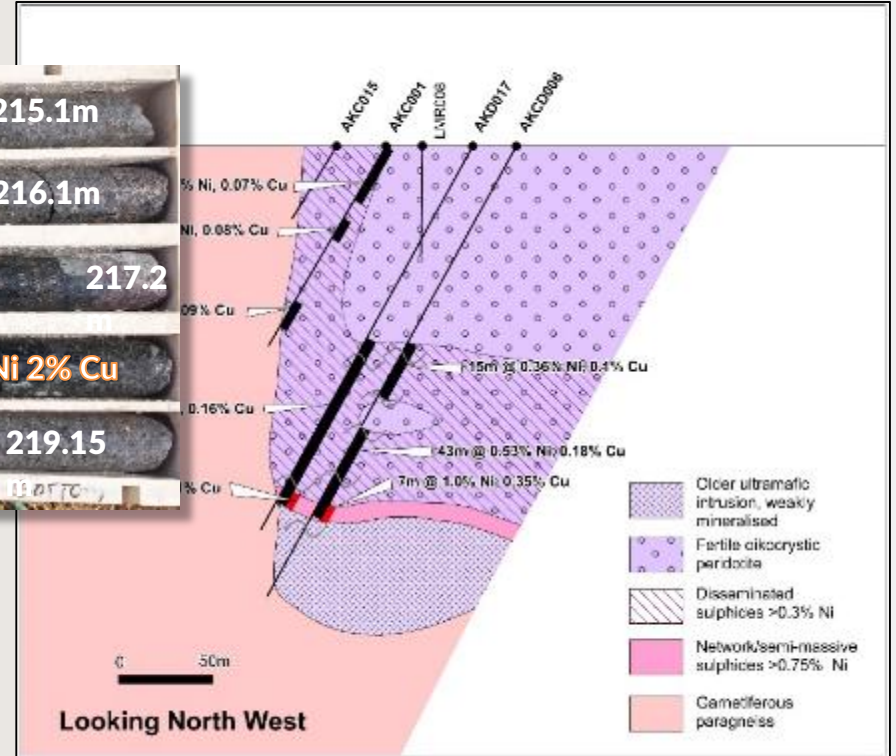 AKC015
AKC001
LMRC08
AKD017
AKCD006
215.1m
216.1m
217.2
Ni 2% Cu
219.15
% Ni, 0.07% Cu
Ni, 0.08% Cu
09% Cu
, 0.16% Cu
% Cu
15m @ 0.36% Ni, 0.1% Cu
43m @ 0.53% Ni, 0.18% Cu
7m @ 1.0% Ni, 0.35% Cu
Older ultramafic
intrusion, weakly
mineralised
Fertile oikocrystic
peridotite
Disseminated
sulphides >0.3% Ni
Network/semi-massive
sulphides >0.75% Ni
Garnetiferous
paragneiss
0 50m
Looking North West